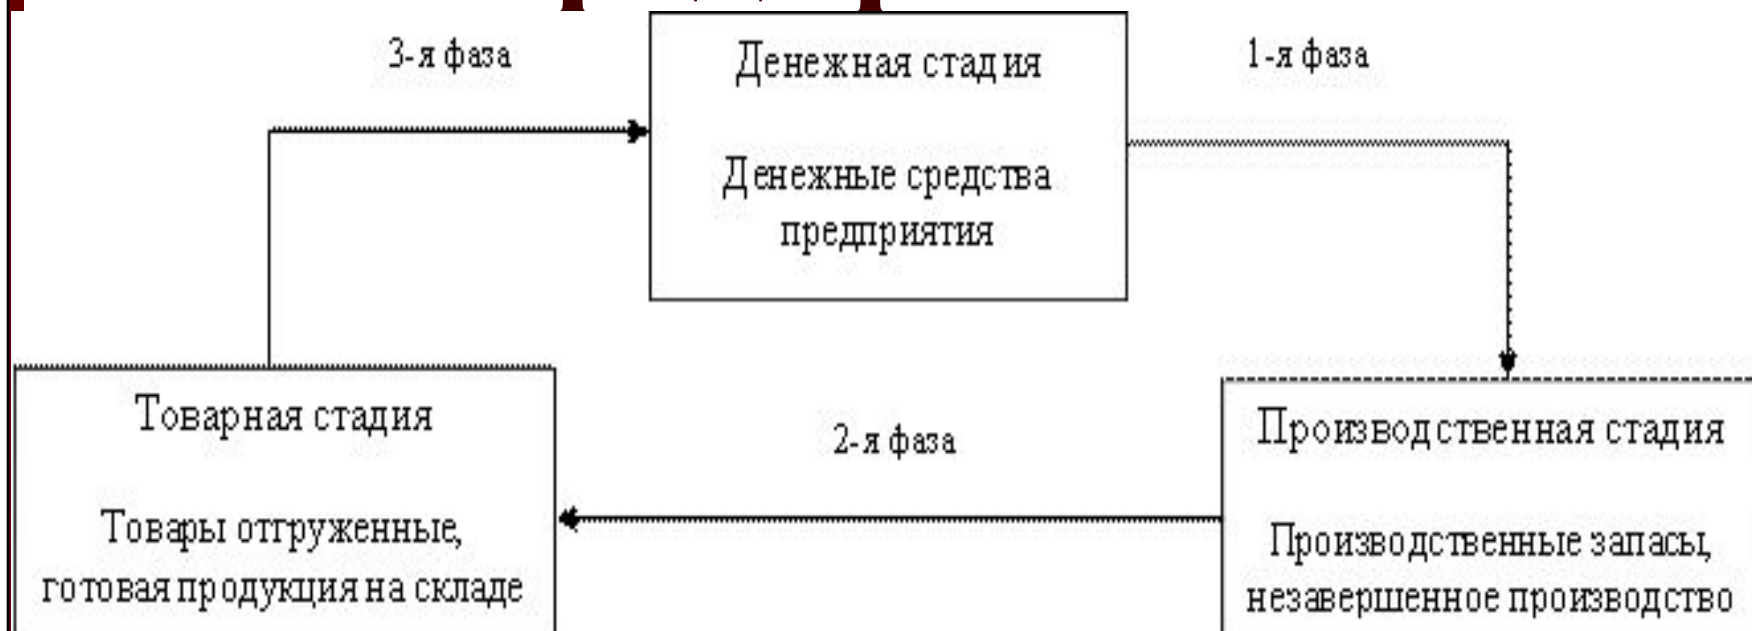 3-я фаза
Денежная стадия
Денежные средства
предприятия
1-я фаза
Товарная стадия
Товары отгруженные,
готовая продукция на складе
2-я фаза
Производственная стадия
Производственные запасы,
незавершенное производство